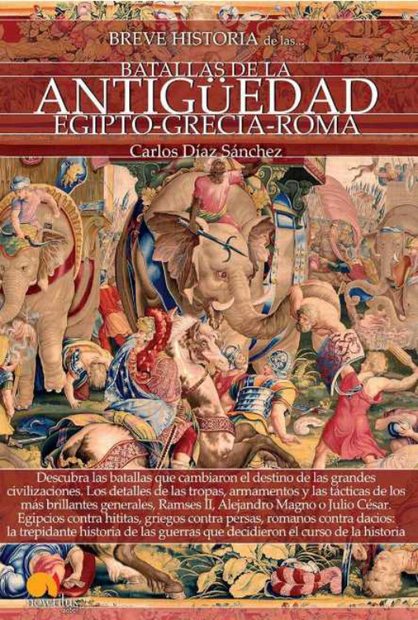 BREVE HISTORIA de las...
BATALLAS DE LA
ANTIGÜEDAD
EGIPTO-GRECIA-ROMA
Carlos Díaz Sánchez
Descubra las batallas que cambiaron el destino de las grandes
civilizaciones. Los detalles de las tropas, armamentos y las tácticas de los
más brillantes generales, Ramses II, Alejandro Magno o Julio César.
Egipcios contra hititas, griegos contra persas, romanos contra dacios:
la trepidante historia de las guerras que decidieron el curso de la historia
nowtilus